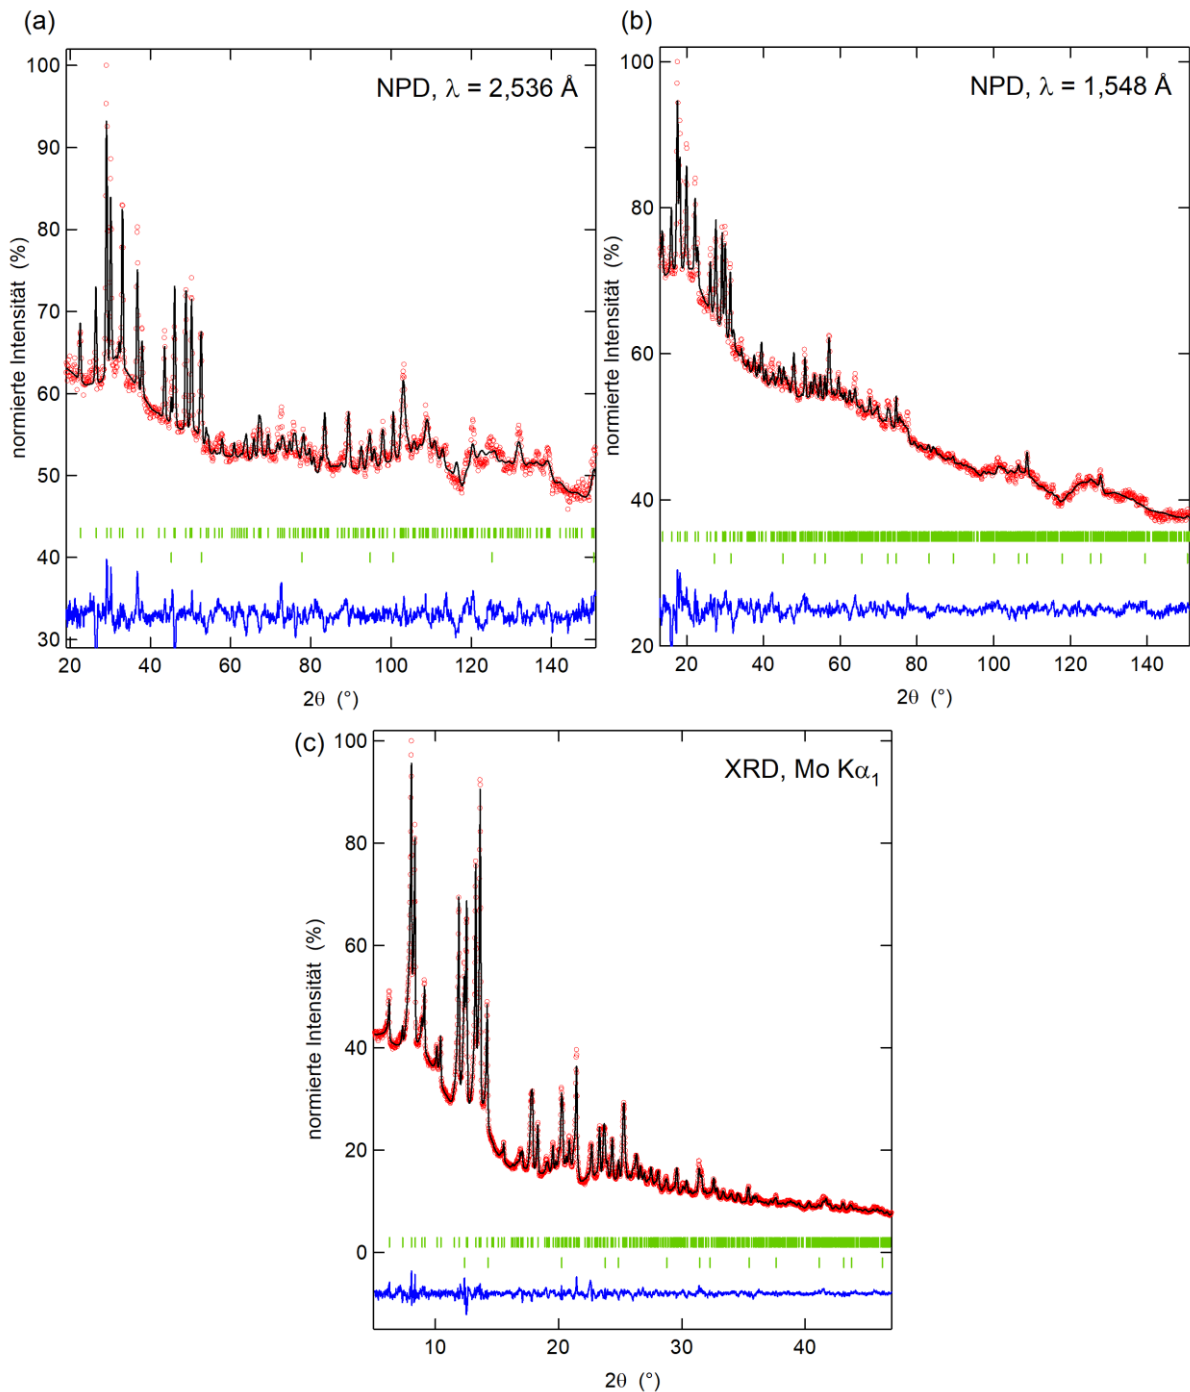 (a)
NPD, λ = 2,536 Å
100
90
80
70
60
50
40
30
normierte Intensität (%)
20 40 60 80 100 120 140
2θ (°)
(b)
NPD, λ = 1,548 Å
100
80
60
40
20
normierte Intensität (%)
20 40 60 80 100 120 140
2θ (°)
(c)
XRD, Mo Kα₁
100
80
60
40
20
0
normierte Intensität (%)
10 20 30 40
2θ (°)